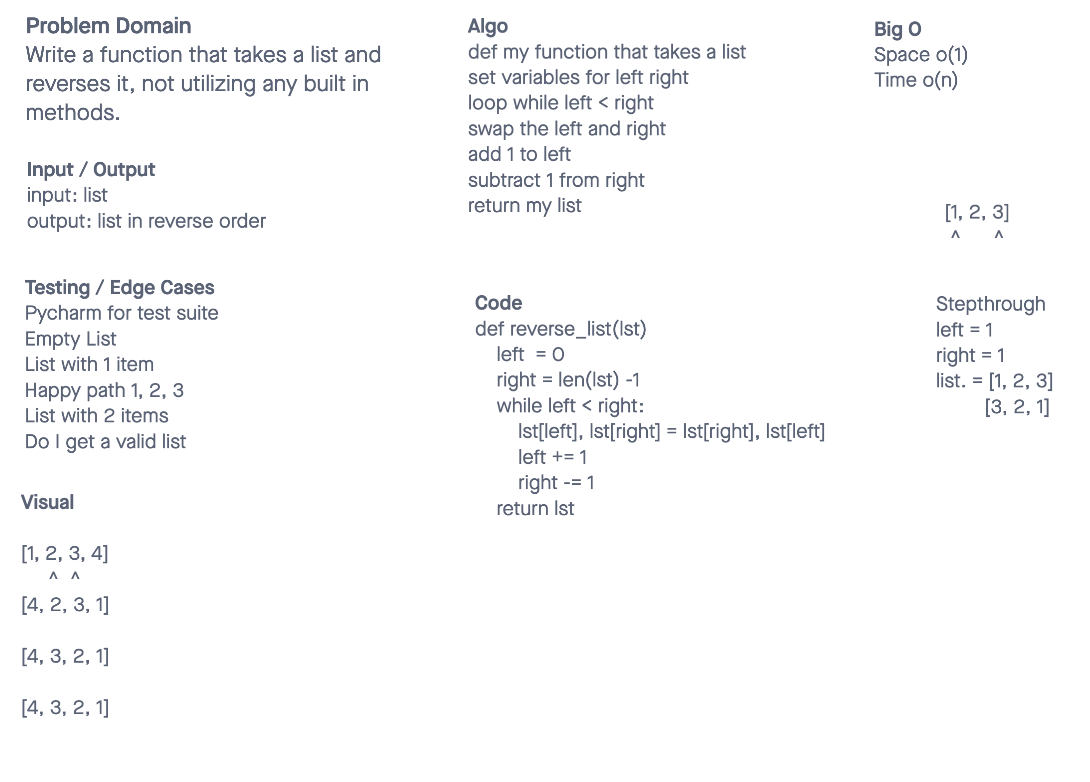 Problem Domain
Write a function that takes a list and
reverses it, not utilizing any built in
methods.
Input / Output
input: list
output: list in reverse order
Testing / Edge Cases
Pycharm for test suite
Empty List
List with 1 item
Happy path 1, 2, 3
List with 2 items
Do I get a valid list
Visual
[1, 2, 3, 4]
^ ^
[4, 2, 3, 1]
[4, 3, 2, 1]
[4, 3, 2, 1]
Algo
def my function that takes a list
set variables for left right
loop while left < right
swap the left and right
add 1 to left
subtract 1 from right
return my list
Code
def reverse_list(lst)
left  = 0
right = len(lst) -1
while left < right:
lst[left], lst[right] = lst[right], lst[left]
left += 1
right -= 1
return lst
Big O
Space o(1)
Time o(n)
[1, 2, 3]
^ ^
Stepthrough
left = 1
right = 1
list. = [1, 2, 3]
[3, 2, 1]